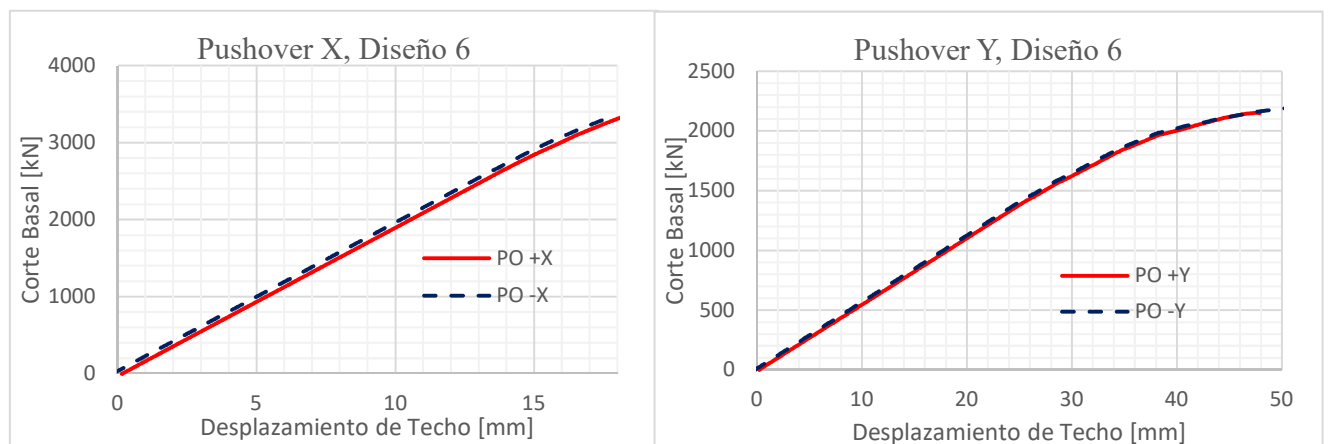 Pushover X, Diseño 6
4000
3000
2000
1000
0
Corte Basal [kN]
PO +X
PO -X
0 5 10 15
Desplazamiento de Techo [mm]
Pushover Y, Diseño 6
2500
2000
1500
1000
500
0
Corte Basal [kN]
PO +Y
PO -Y
0 10 20 30 40 50
Desplazamiento de Techo [mm]